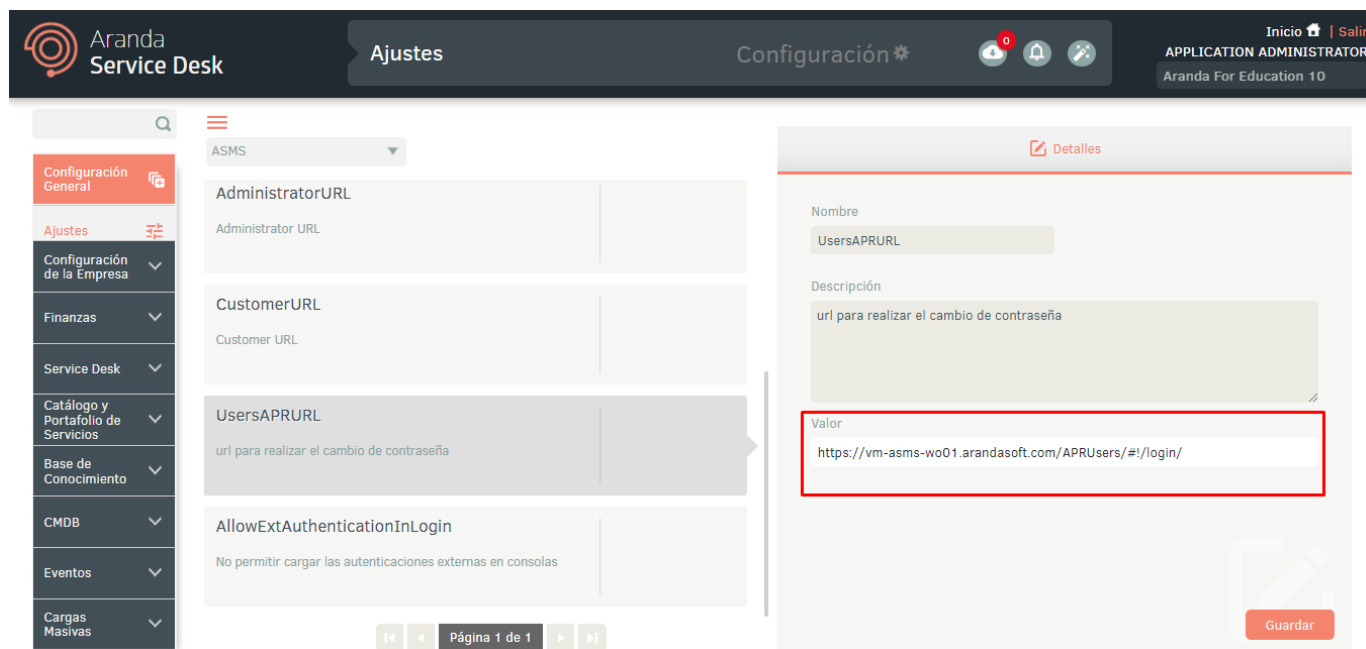 Aranda
Service Desk
Ajustes
Configuración
0
Inicio | Salir
APPLICATION ADMINISTRATOR
Aranda For Education 10
Configuración
General
Ajustes
Configuración
de la Empresa
Finanzas
Service Desk
Catálogo y
Portafolio de
Servicios
Base de
Conocimiento
CMDB
Eventos
Cargas
Masivas
ASMS
AdministratorURL
Administrator URL
CustomerURL
Customer URL
UsersAPRURL
url para realizar el cambio de contraseña
AllowExtAuthenticationInLogin
No permitir cargar las autenticaciones externas en consolas
Página 1 de 1
Detalles
Nombre
UsersAPRURL
Descripción
url para realizar el cambio de contraseña
Valor
https://vm-asms-wo01.arandasoft.com/APRUsers/#!/login/
Guardar